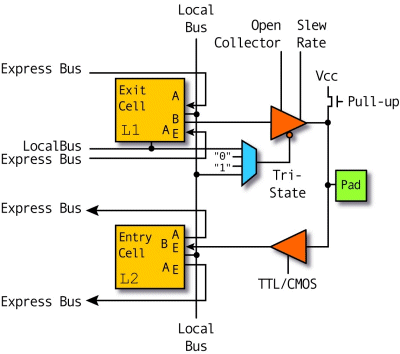 Local
Bus
Open
Collector
Slew
Rate
Express Bus
Vcc
Exit
Cell
L1
A
B
A
E
Pull-up
LocalBus
Express Bus
"0"
"1"
Tri-
State
Pad
Express Bus
Entry
Cell
L2
A
B
E
A
E
TTL/CMOS
Express Bus
Local
Bus